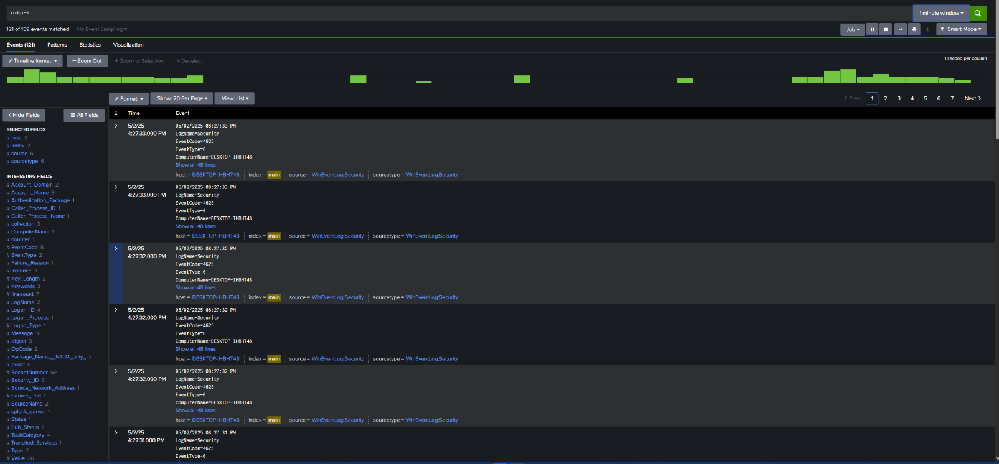 index=*
1 minute window
121 of 159 events matched
No Event Sampling
Job
Smart Mode
Events (121)
Patterns
Statistics
Visualization
Timeline format
— Zoom Out
+ Zoom to Selection
× Deselect
1 second per column
Format
Show: 20 Per Page
View: List
< Prev
1
2
3
4
5
6
7
Next >
< Hide Fields
All Fields
SELECTED FIELDS
a host 2
a index 2
a source 6
a sourcetype 6
INTERESTING FIELDS
a Account_Domain 2
a Account_Name 9
a Authentication_Package 1
a Caller_Process_ID 1
a Caller_Process_Name 1
a collection 3
a ComputerName 1
a counter 5
# EventCode 5
# EventType 2
a Failure_Reason 1
a instance 3
# Key_Length 2
a Keywords 3
# linecount 7
a LogName 2
a Logon_ID 4
a Logon_Process 1
# Logon_Type 1
a Message 18
a object 3
a OpCode 2
a Package_Name__NTLM_only_ 2
a punct 8
# RecordNumber 92
a Security_ID 3
a Source_Network_Address 1
# Source_Port 1
a SourceName 2
a splunk_server 1
a Status 1
a Sub_Status 2
a TaskCategory 4
a Transited_Services 1
a Type 2
# Value 28
i
Time
Event
5/2/25
4:27:33.000 PM
05/02/2025 08:27:33 PM
LogName=Security
EventCode=4625
EventType=0
ComputerName=DESKTOP-IHBHT48
Show all 48 lines
host = DESKTOP-IHBHT48 index = main source = WinEventLog:Security sourcetype = WinEventLog:Security
5/2/25
4:27:33.000 PM
05/02/2025 08:27:33 PM
LogName=Security
EventCode=4625
EventType=0
ComputerName=DESKTOP-IHBHT48
Show all 48 lines
host = DESKTOP-IHBHT48 index = main source = WinEventLog:Security sourcetype = WinEventLog:Security
5/2/25
4:27:32.000 PM
05/02/2025 08:27:32 PM
LogName=Security
EventCode=4625
EventType=0
ComputerName=DESKTOP-IHBHT48
Show all 48 lines
host = DESKTOP-IHBHT48 index = main source = WinEventLog:Security sourcetype = WinEventLog:Security
5/2/25
4:27:32.000 PM
05/02/2025 08:27:32 PM
LogName=Security
EventCode=4625
EventType=0
ComputerName=DESKTOP-IHBHT48
Show all 48 lines
host = DESKTOP-IHBHT48 index = main source = WinEventLog:Security sourcetype = WinEventLog:Security
5/2/25
4:27:32.000 PM
05/02/2025 08:27:32 PM
LogName=Security
EventCode=4625
EventType=0
ComputerName=DESKTOP-IHBHT48
Show all 48 lines
host = DESKTOP-IHBHT48 index = main source = WinEventLog:Security sourcetype = WinEventLog:Security
5/2/25
4:27:31.000 PM
05/02/2025 08:27:31 PM
LogName=Security
EventCode=4625
EventType=0